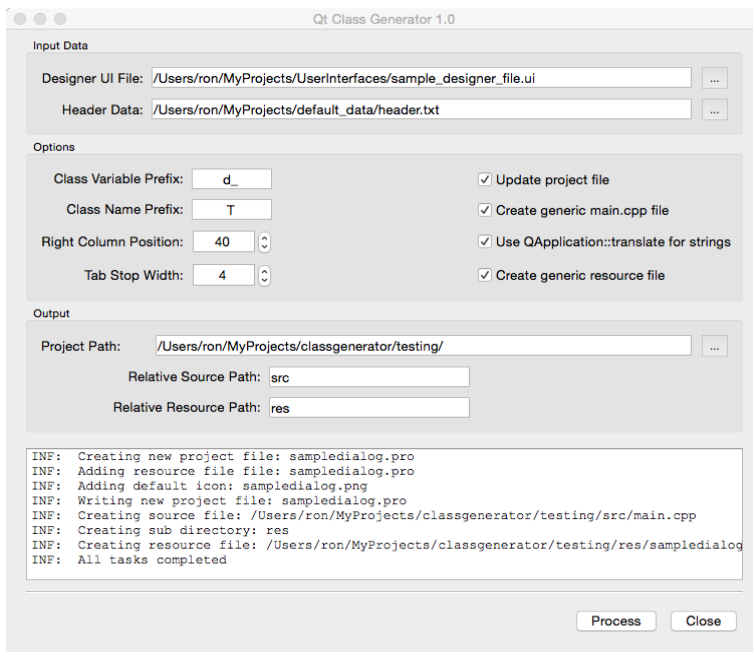 Qt Class Generator 1.0
Input Data
Designer UI File: /Users/ron/MyProjects/UserInterfaces/sample_designer_file.ui ...
Header Data: /Users/ron/MyProjects/default_data/header.txt ...
Options
Class Variable Prefix: d_ Update project file
Class Name Prefix: T Create generic main.cpp file
Right Column Position: 40 Use QApplication::translate for strings
Tab Stop Width: 4 Create generic resource file
Output
Project Path: /Users/ron/MyProjects/classgenerator/testing/ ...
Relative Source Path: src
Relative Resource Path: res
INF: Creating new project file: sampledialog.pro
INF: Adding resource file file: sampledialog.pro
INF: Adding default icon: sampledialog.png
INF: Writing new project file: sampledialog.pro
INF: Creating source file: /Users/ron/MyProjects/classgenerator/testing/src/main.cpp
INF: Creating sub directory: res
INF: Creating resource file: /Users/ron/MyProjects/classgenerator/testing/res/sampledialog
INF: All tasks completed
Process Close